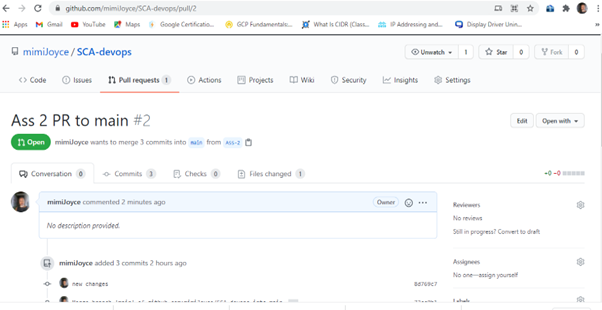 github.com/mimiJoyce/SCA-devops/pull/2
Apps Gmail YouTube Maps Google Certificatio... GCP Fundamentals:... What Is CIDR (Class... IP Addressing and... Display Driver Unin...
mimiJoyce / SCA-devops
Unwatch 1 Star 0 Fork 0
Code Issues Pull requests 1 Actions Projects Wiki Security Insights Settings
Ass 2 PR to main #2
Edit Open with
Open mimiJoyce wants to merge 3 commits into main from Ass-2
Conversation 0 Commits 3 Checks 0 Files changed 1
+0 −0
mimiJoyce commented 2 minutes ago
Owner
No description provided.
Reviewers
No reviews
Still in progress? Convert to draft
mimiJoyce added 3 commits 2 hours ago
Assignees
No one—assign yourself
new changes
8d769c7
Labels